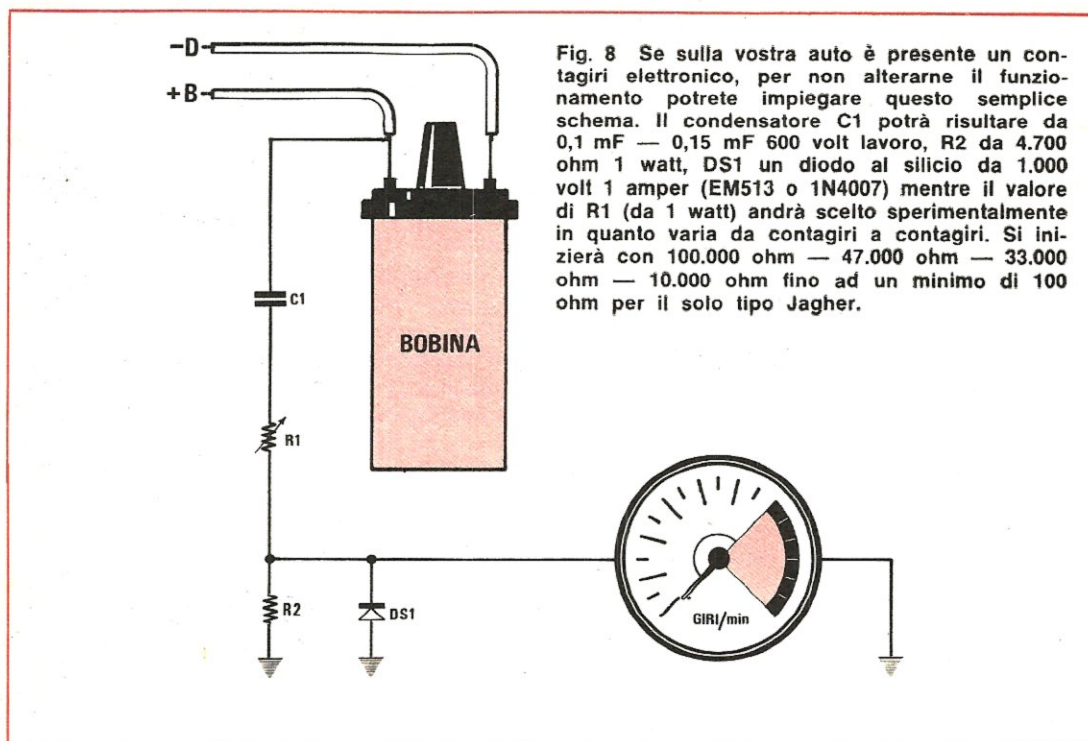 -D
+B
Fig. 8 Se sulla vostra auto è presente un con-
tagiri elettronico, per non alterarne il funzio-
namento potrete impiegare questo semplice
schema. Il condensatore C1 potrà risultare da
0,1 mF — 0,15 mF 600 volt lavoro, R2 da 4.700
ohm 1 watt, DS1 un diodo al silicio da 1.000
volt 1 amper (EM513 o 1N4007) mentre il valore
di R1 (da 1 watt) andrà scelto sperimentalmente
in quanto varia da contagiri a contagiri. Si ini-
zierà con 100.000 ohm — 47.000 ohm — 33.000
ohm — 10.000 ohm fino ad un minimo di 100
ohm per il solo tipo Jagher.
C1
BOBINA
R1
R2
DS1
GIRI/min